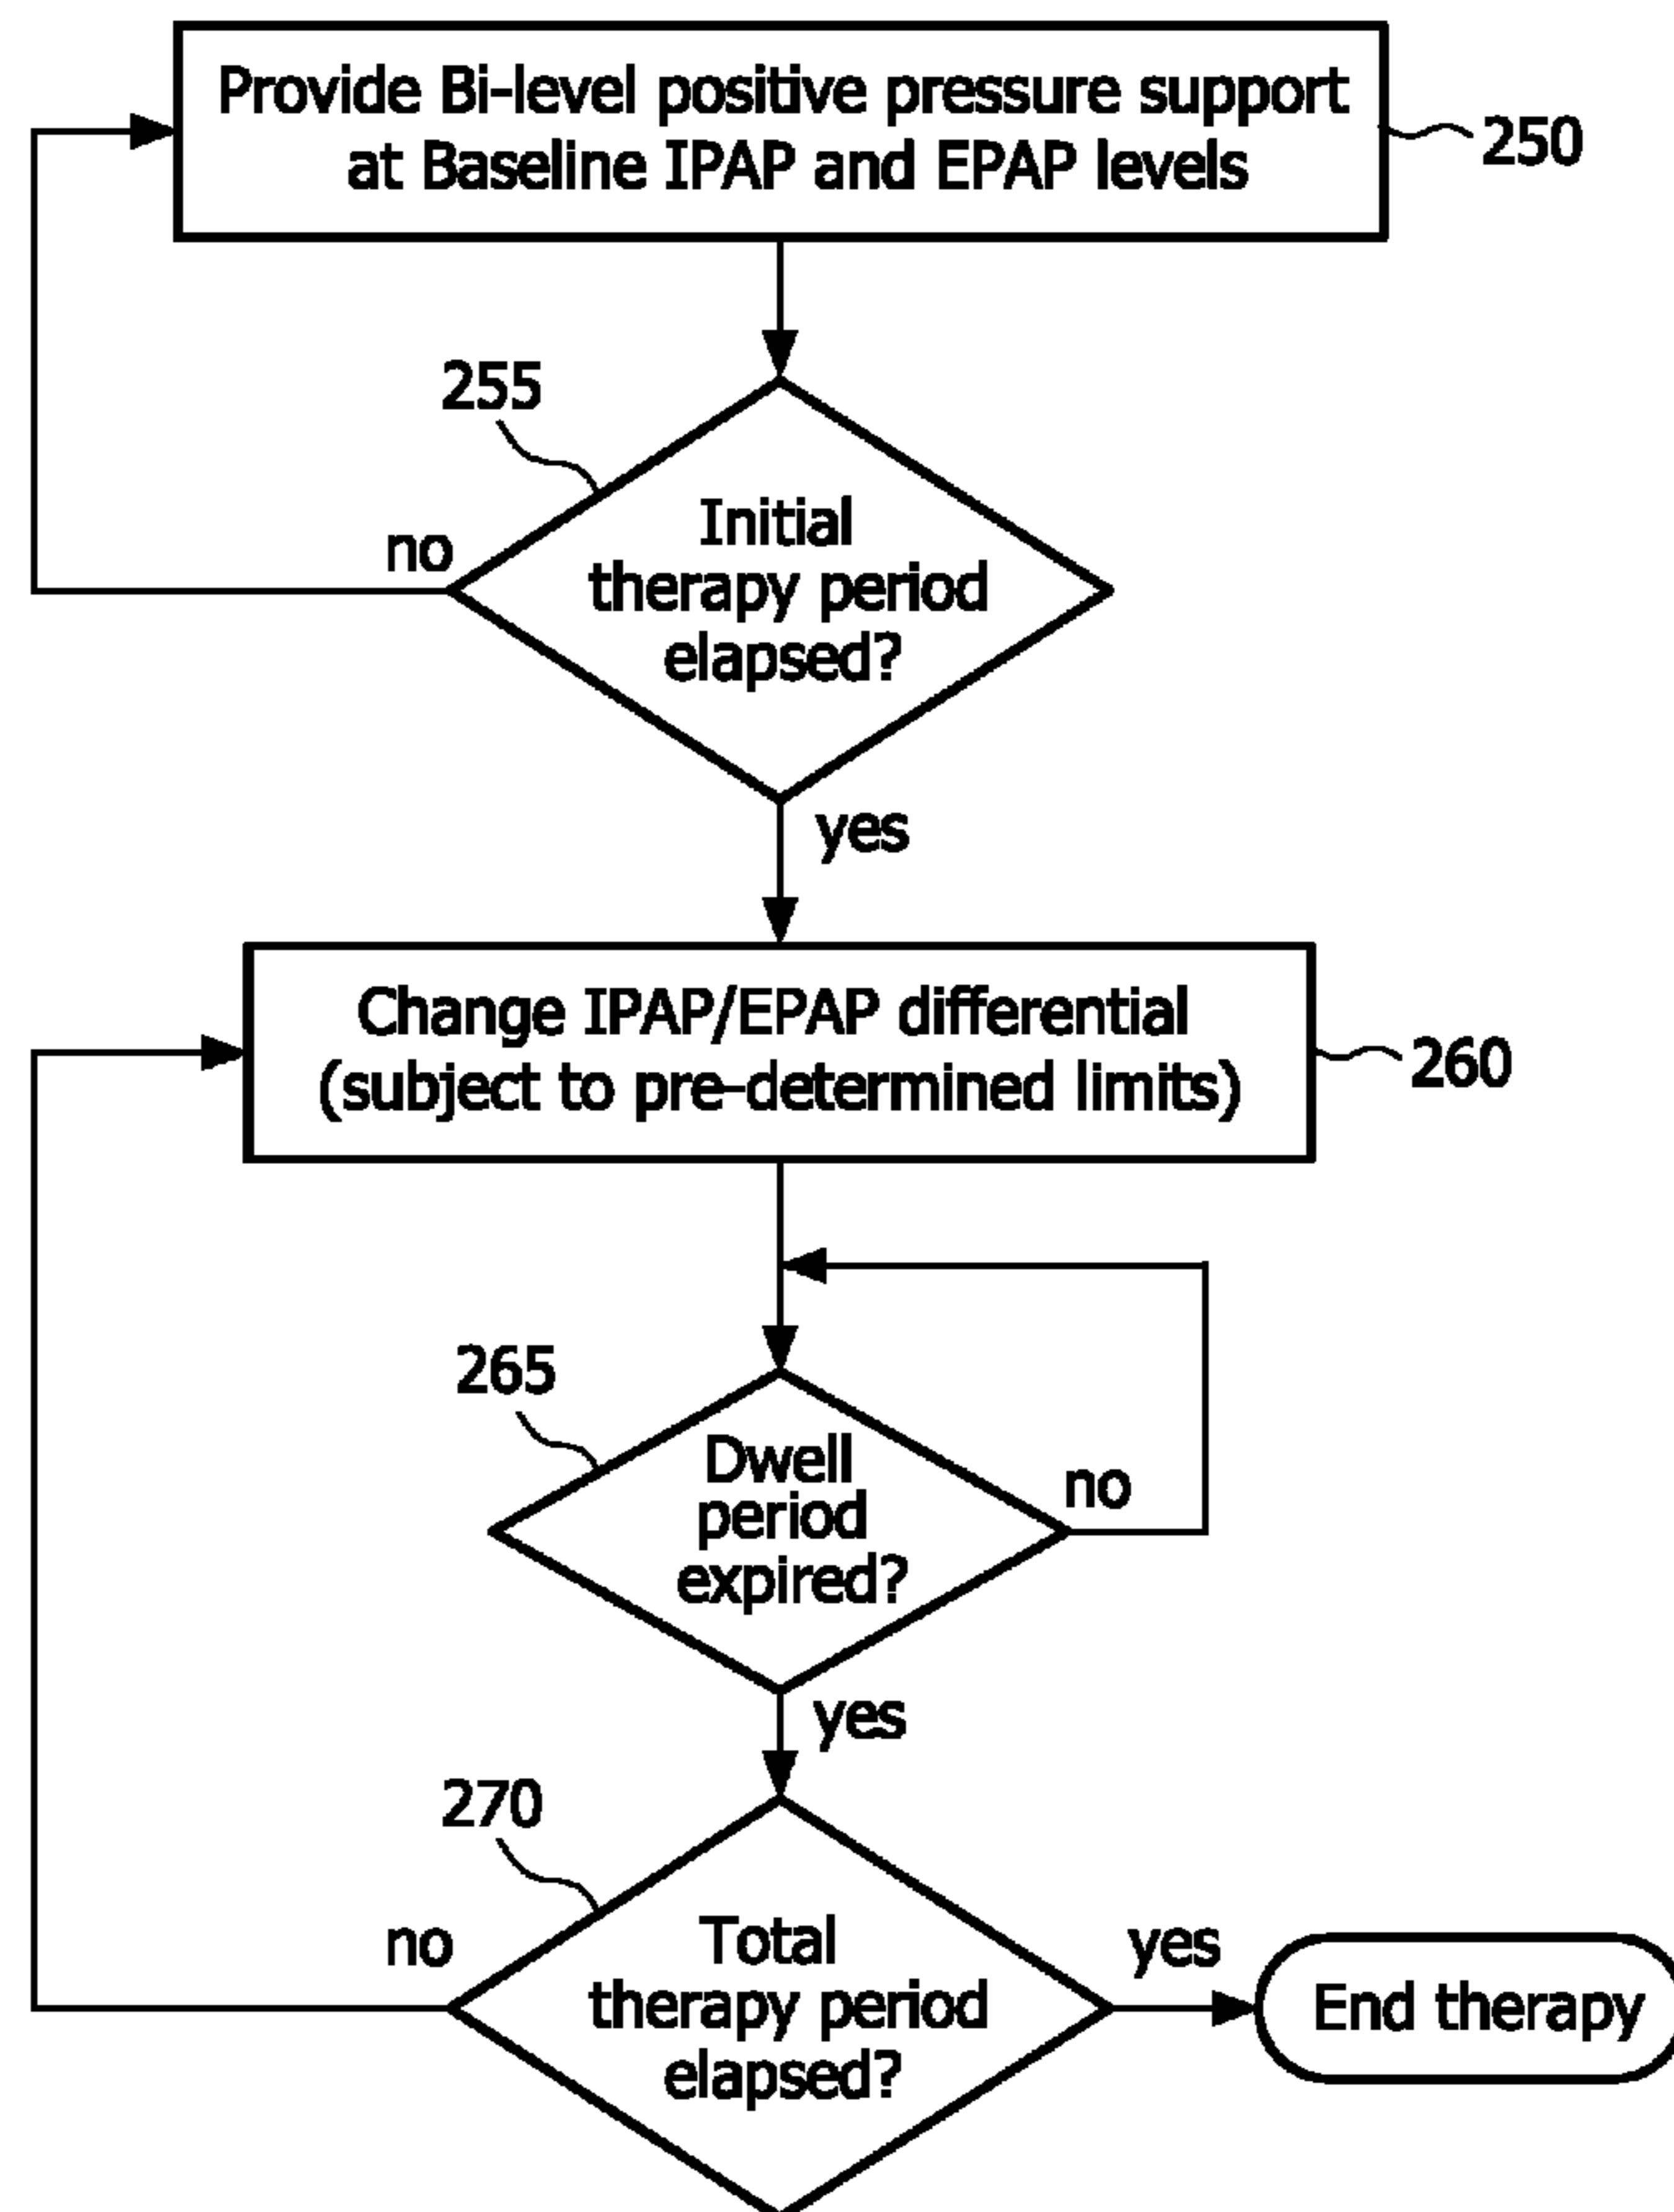 Provide Bi-level positive pressure support
at Baseline IPAP and EPAP levels
250
255
Initial
therapy period
elapsed?
no
yes
Change IPAP/EPAP differential
(subject to pre-determined limits)
260
265
Dwell
period
expired?
no
yes
270
Total
therapy period
elapsed?
no
yes
End therapy